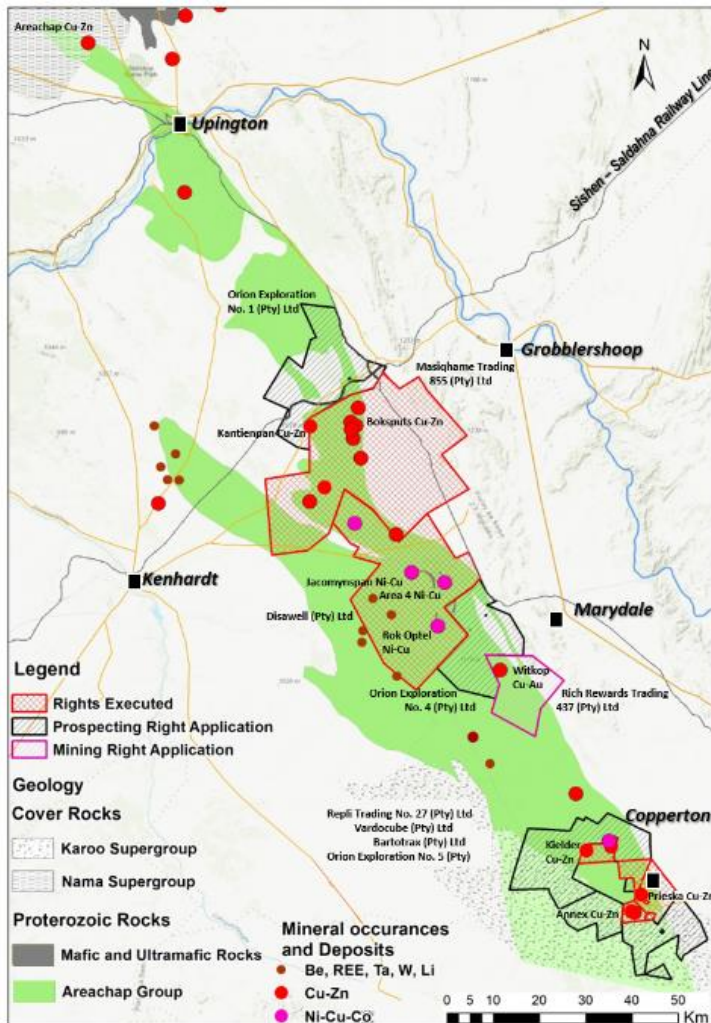 Areachap Cu-Zn
N
Upington
Sishen – Saldahna Railway Line
Orion Exploration
No. 1 (Pty) Ltd
Grobblershoop
Masiqhame Trading
855 (Pty) Ltd
Kantienpan Cu-Zn
Boksputs Cu-Zn
Kenhardt
Jacomynspan Ni-Cu
Area 4 Ni-Cu
Disawell (Pty) Ltd
Rok Optel
Ni-Cu
Marydale
Witkop
Cu-Au
Orion Exploration
No. 4 (Pty) Ltd
Rich Rewards Trading
437 (Pty) Ltd
Legend
Rights Executed
Prospecting Right Application
Mining Right Application
Geology
Cover Rocks
Karoo Supergroup
Nama Supergroup
Proterozoic Rocks
Mafic and Ultramafic Rocks
Areachap Group
Repli Trading No. 27 (Pty) Ltd
Vardocube (Pty) Ltd
Bartotrax (Pty) Ltd
Orion Exploration No. 5 (Pty)
Copperton
Kielder
Cu-Zn
Prieska Cu-Zn
Annex Cu-Zn
Mineral occurances
and Deposits
Be, REE, Ta, W, Li
Cu-Zn
Ni-Cu-Co
0 5 10 20 30 40 50
Km